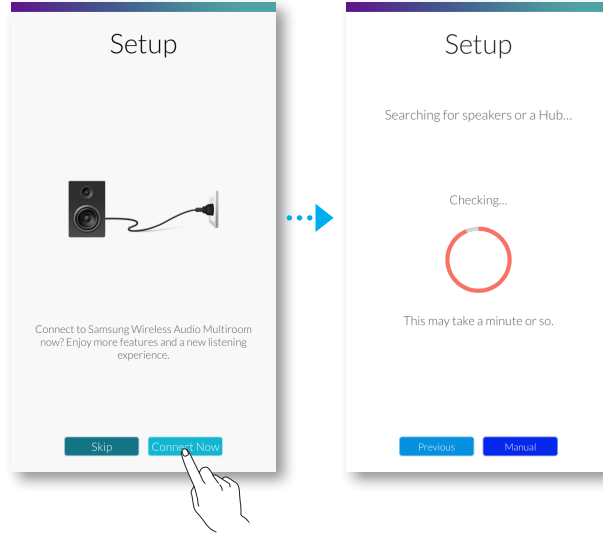 Setup
Connect to Samsung Wireless Audio Multiroom
now? Enjoy more features and a new listening
experience.
Skip
Connect Now
Setup
Searching for speakers or a Hub...
Checking...
This may take a minute or so.
Previous
Manual